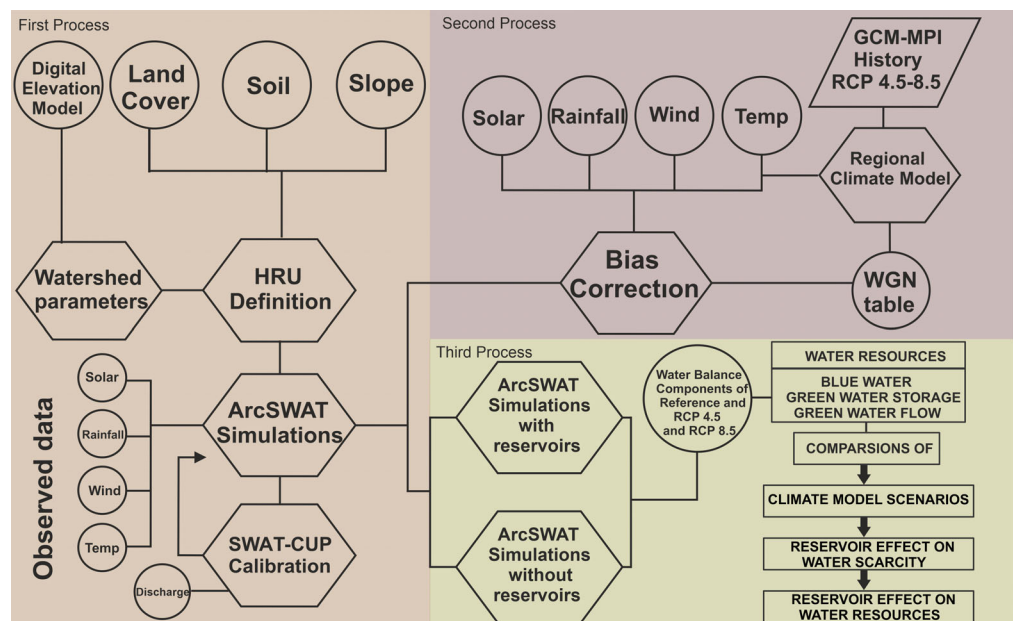 First Process
Digital
Elevation
Model
Land
Cover
Soil
Slope
Watershed
parameters
HRU
Definition
Observed data
Solar
Rainfall
Wind
Temp
ArcSWAT
Simulations
SWAT-CUP
Calibration
Discharge
Second Process
Solar
Rainfall
Wind
Temp
GCM-MPI
History
RCP 4.5-8.5
Regional
Climate Model
Bias
Correction
WGN
table
Third Process
ArcSWAT
Simulations
with
reservoirs
ArcSWAT
Simulations
without
reservoirs
Water Balance
Components of
Reference and
RCP 4.5
and RCP 8.5
WATER RESOURCES
BLUE WATER
GREEN WATER STORAGE
GREEN WATER FLOW
COMPARSIONS OF
CLIMATE MODEL SCENARIOS
RESERVOIR EFFECT ON
WATER SCARCITY
RESERVOIR EFFECT ON
WATER RESOURCES